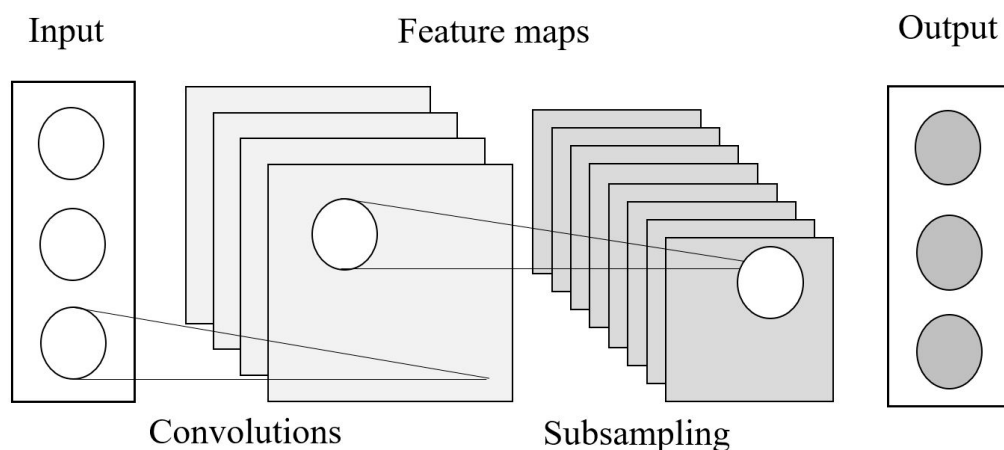 Input
Feature maps
Output
Convolutions
Subsampling